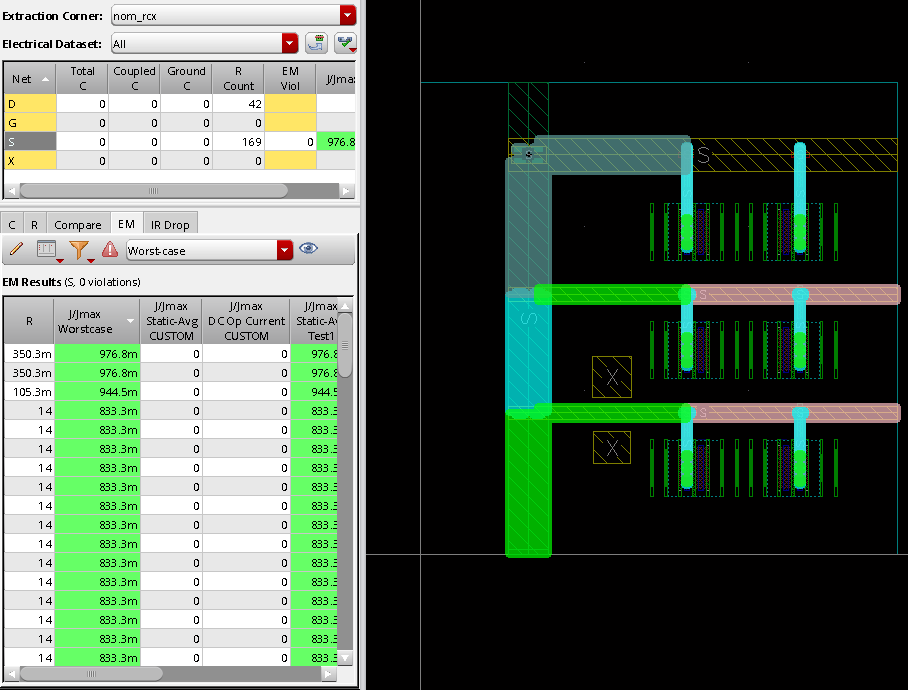 Extraction Corner: nom_rcx
Electrical Dataset: All
Net Total C Coupled C Ground C R Count EM Viol J/Jma
D 0 0 0 42
G 0 0 0 0
S 0 0 0 169 0 976.8
X 0 0 0 0
C R Compare EM IR Drop
Worst-case
EM Results (S, 0 violations)
R J/Jmax Worstcase J/Jmax Static-Avg CUSTOM J/Jmax DC Op Current CUSTOM J/Jmax Static-Av Test1
350.3m 976.8m 0 0 976.8
350.3m 976.8m 0 0 976.8
105.3m 944.5m 0 0 944.5
14 833.3m 0 0 833.3
14 833.3m 0 0 833.3
14 833.3m 0 0 833.3
14 833.3m 0 0 833.3
14 833.3m 0 0 833.3
14 833.3m 0 0 833.3
14 833.3m 0 0 833.3
14 833.3m 0 0 833.3
14 833.3m 0 0 833.3
14 833.3m 0 0 833.3
14 833.3m 0 0 833.3
14 833.3m 0 0 833.3
14 833.3m 0 0 833.3
14 833.3m 0 0 833.3
S
S
S
X
S
X